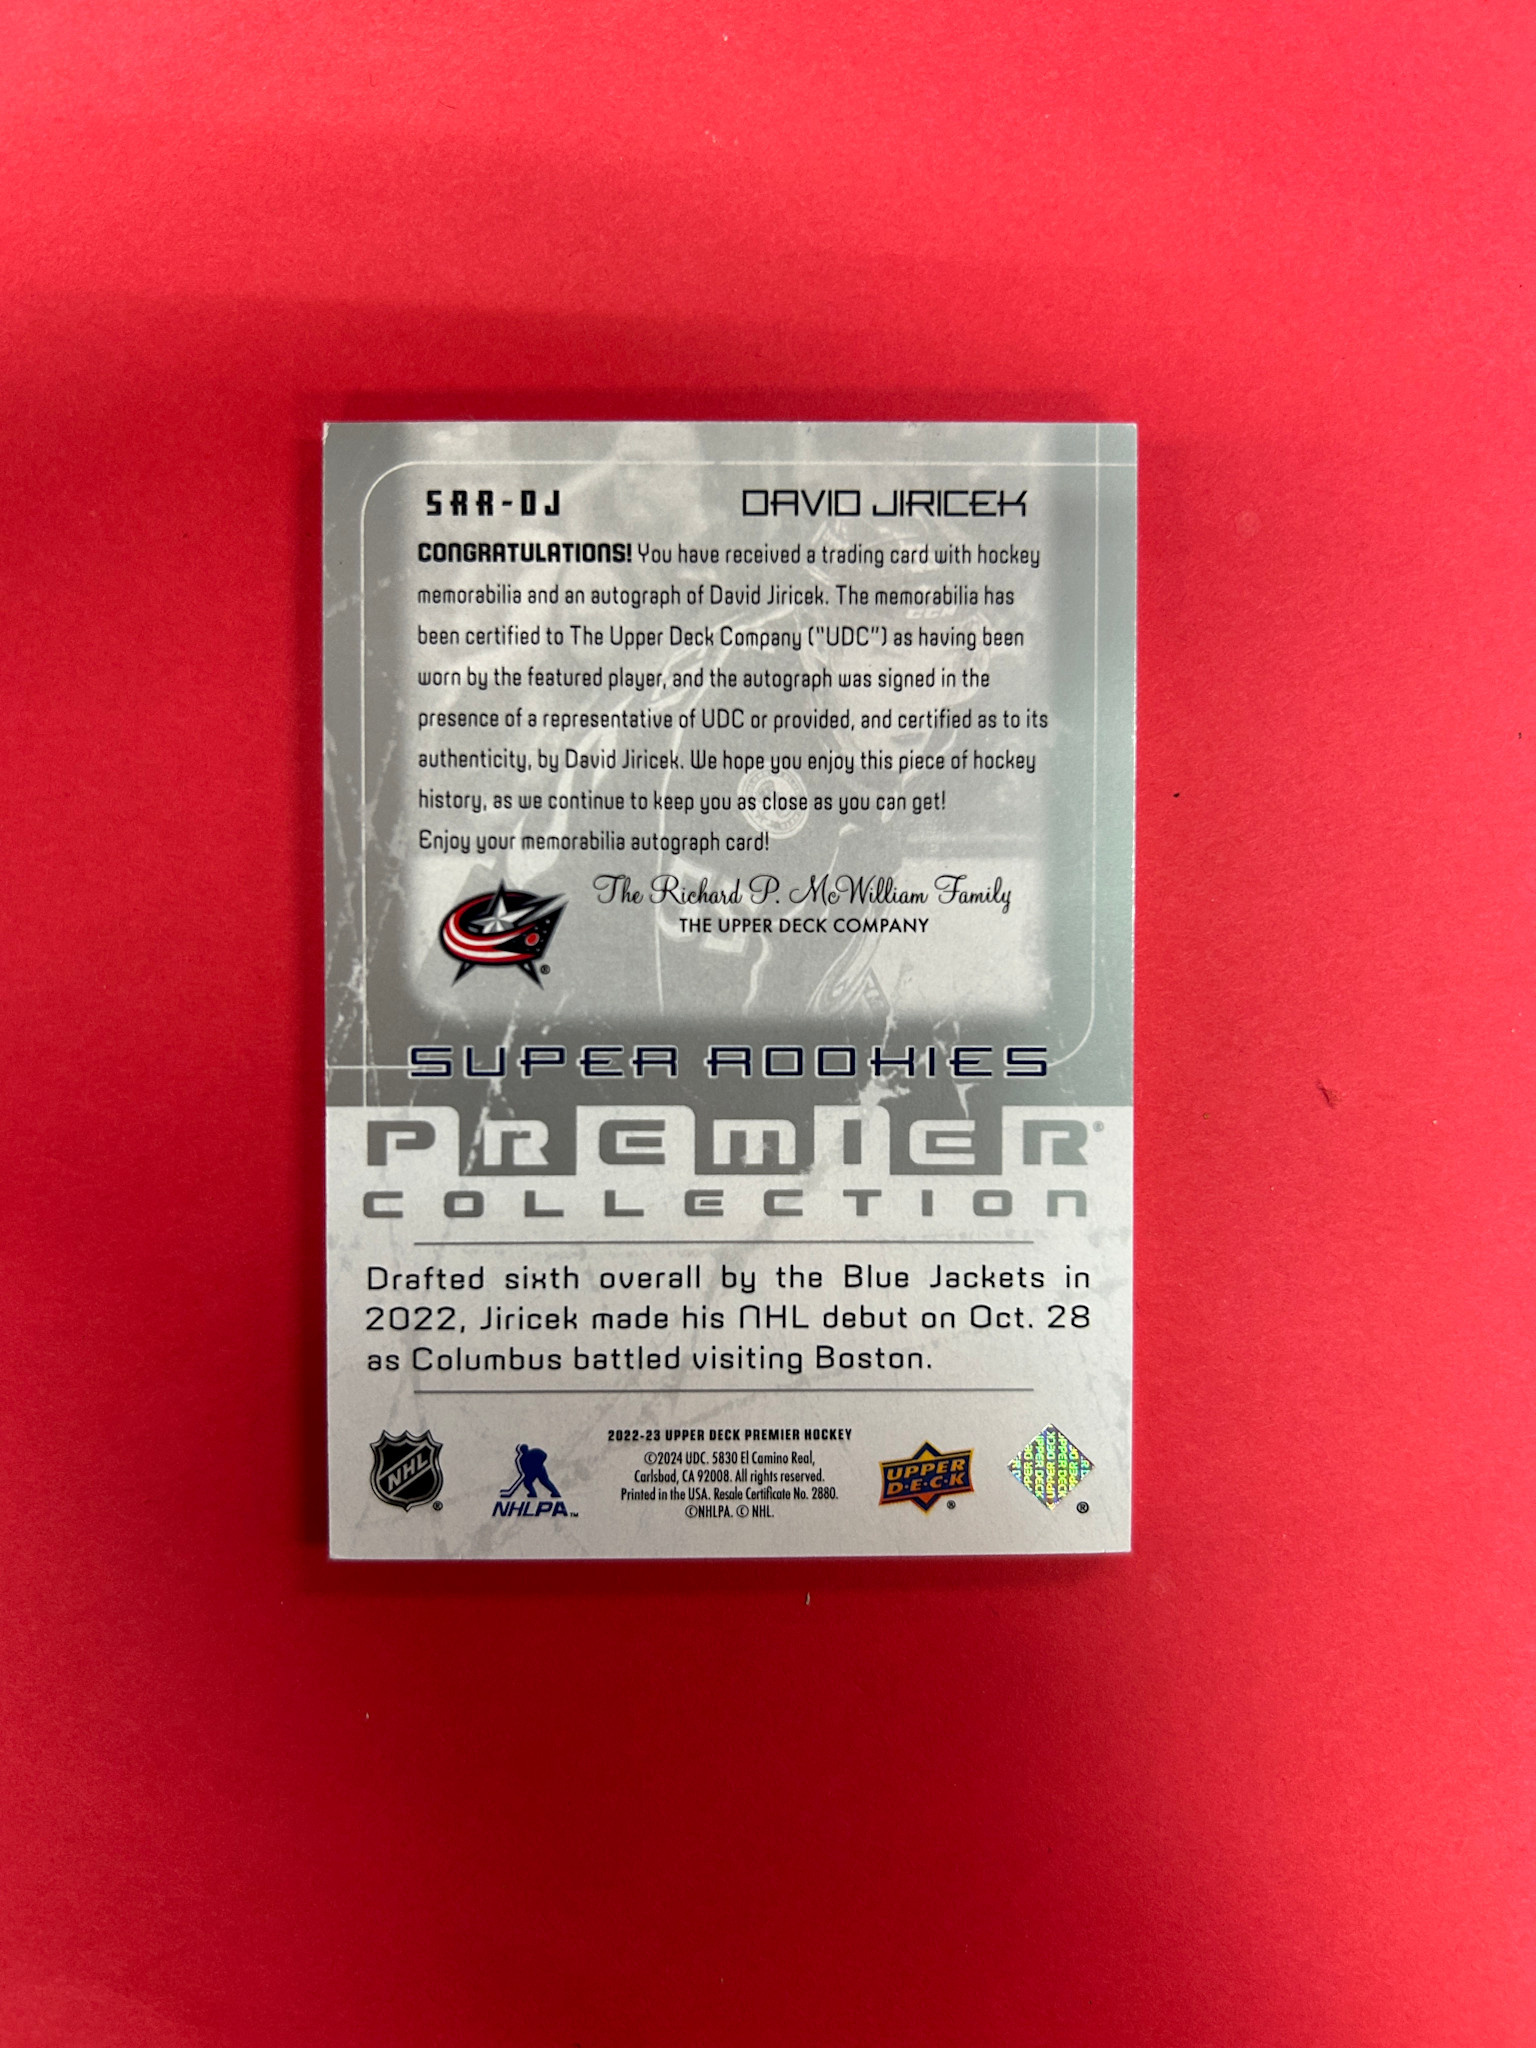 SRR-DJ DAVID JIRICEK
CONGRATULATIONS! You have received a trading card with hockey
memorabilia and an autograph of David Jiricek. The memorabilia has
been certified to The Upper Deck Company ("UDC") as having been
worn by the featured player, and the autograph was signed in the
presence of a representative of UDC or provided, and certified as to its
authenticity, by David Jiricek. We hope you enjoy this piece of hockey
history, as we continue to keep you as close as you can get!
Enjoy your memorabilia autograph card!
The Richard P. McWilliam Family
THE UPPER DECK COMPANY
®
SUPER ROOKIES
PREMIER®
COLLECTION
Drafted sixth overall by the Blue Jackets in
2022, Jiricek made his NHL debut on Oct. 28
as Columbus battled visiting Boston.
NHL ®
NHLPA™
2022-23 UPPER DECK PREMIER HOCKEY
©2024 UDC. 5830 El Camino Real,
Carlsbad, CA 92008. All rights reserved.
Printed in the USA. Resale Certificate No. 2880.
©NHLPA. © NHL.
UPPER
D·E·C·K ®
UPPER DECK ®